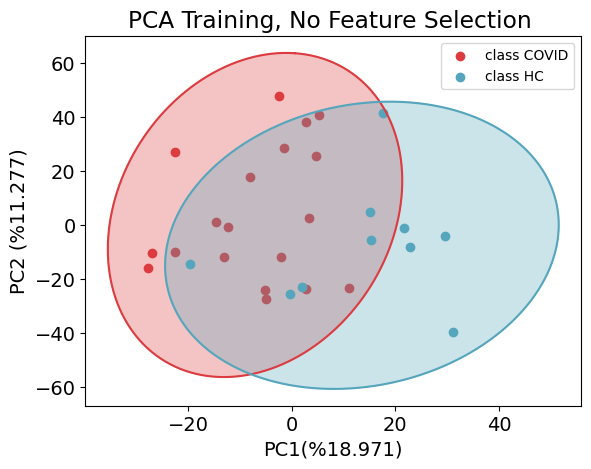 PCA Training, No Feature Selection
class COVID
class HC
60
40
20
0
−20
−40
−60
PC2 (%11.277)
−20
0
20
40
PC1(%18.971)